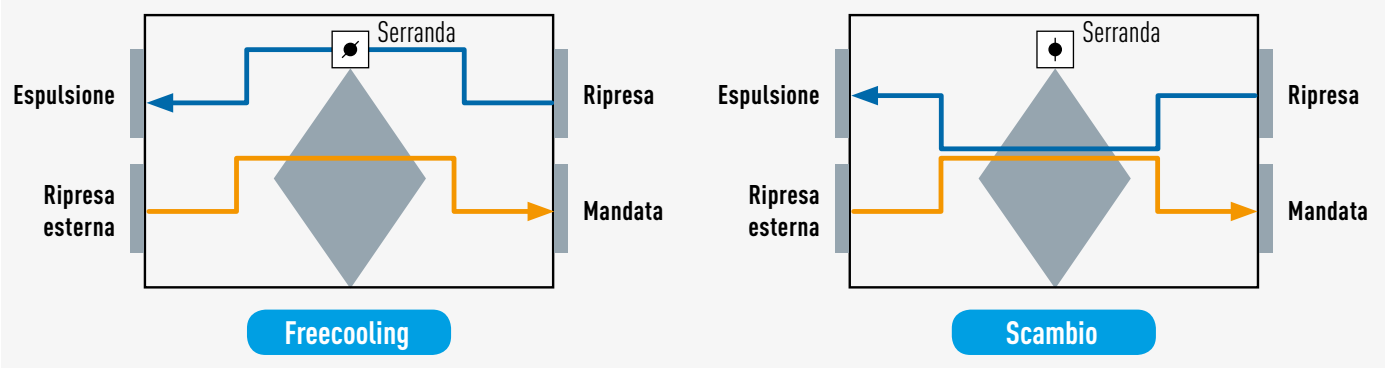 Serranda
Espulsione
Ripresa
Ripresa
esterna
Mandata
Freecooling
Serranda
Espulsione
Ripresa
Ripresa
esterna
Mandata
Scambio